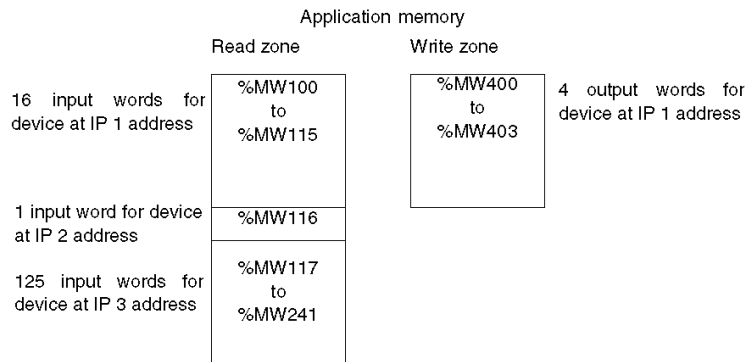 Application memory
Read zone
Write zone
16 input words for
device at IP 1 address
%MW100
to
%MW115
%MW400
to
%MW403
4 output words for
device at IP 1 address
1 input word for device
at IP 2 address
%MW116
125 input words for
device at IP 3 address
%MW117
to
%MW241